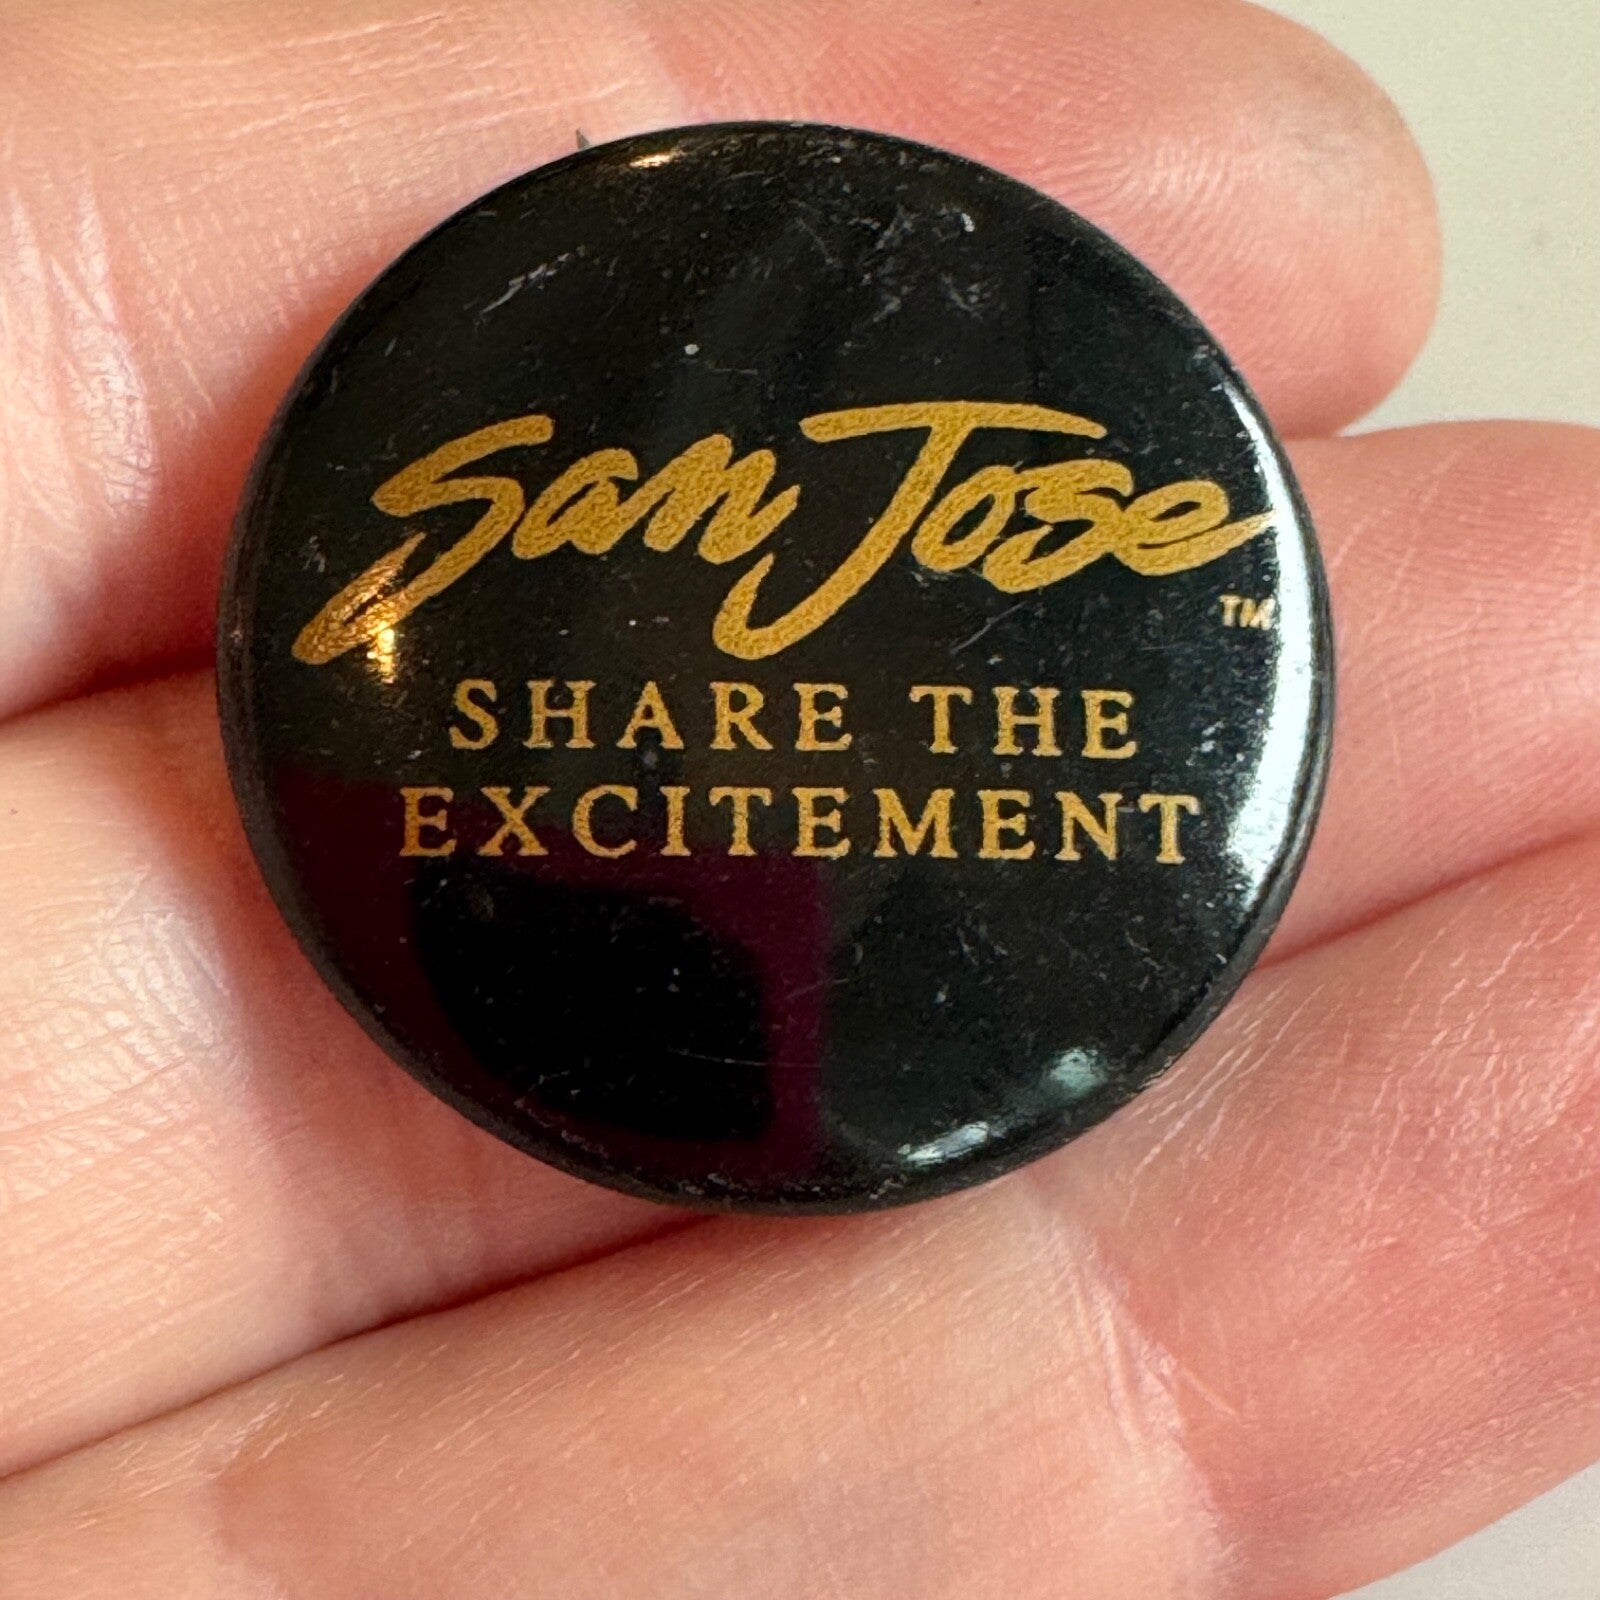 San Jose
TM
SHARE THE
EXCITEMENT